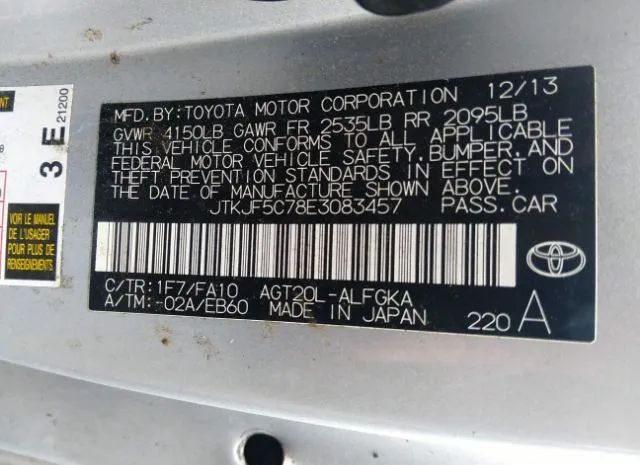 MFD. BY: TOYOTA MOTOR CORPORATION 12/13
GVWR 4150LB GAWR FR 2535LB RR 2095LB
THIS VEHICLE CONFORMS TO ALL APPLICABLE
FEDERAL MOTOR VEHICLE SAFETY, BUMPER, AND
THEFT PREVENTION STANDARDS IN EFFECT ON
THE DATE OF MANUFACTURE SHOWN ABOVE.
JTKJF5C78E3083457 PASS. CAR
C/TR: 1F7/FA10 AGT20L-ALFGKA
A/TM: -02A/EB60 MADE IN JAPAN 220 A
3 E 21200
VOIR LE MANUEL
DE L'USAGER
POUR PLUS DE
RENSEIGNEMENTS